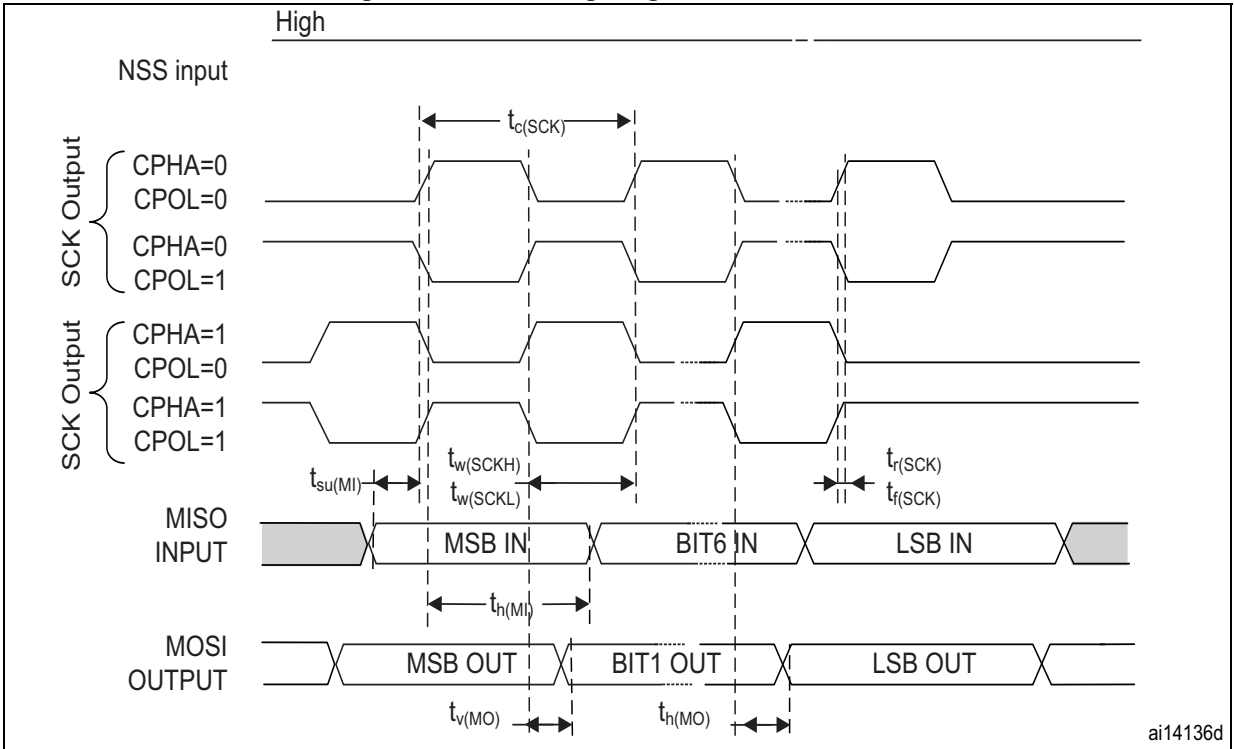 High
NSS input
tc(SCK)
SCK Output
CPHA=0
CPOL=0
CPHA=0
CPOL=1
SCK Output
CPHA=1
CPOL=0
CPHA=1
CPOL=1
tsu(MI)
tw(SCKH)
tw(SCKL)
tr(SCK)
tf(SCK)
MISO
INPUT
MSB IN
BIT6 IN
LSB IN
th(MI)
MOSI
OUTPUT
MSB OUT
BIT1 OUT
LSB OUT
tv(MO)
th(MO)
ai14136d